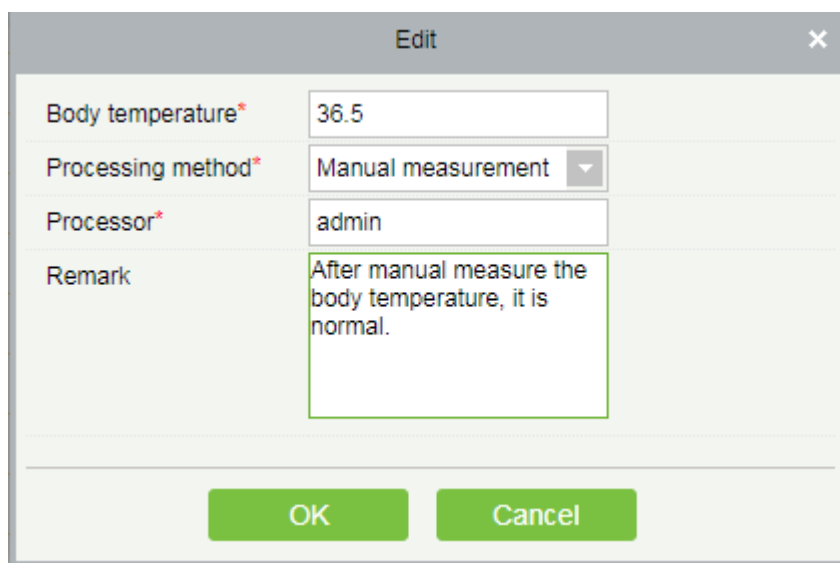 Edit
Body temperature* 36.5
Processing method* Manual measurement
Processor* admin
Remark
After manual measure the
body temperature, it is
normal.
OK Cancel